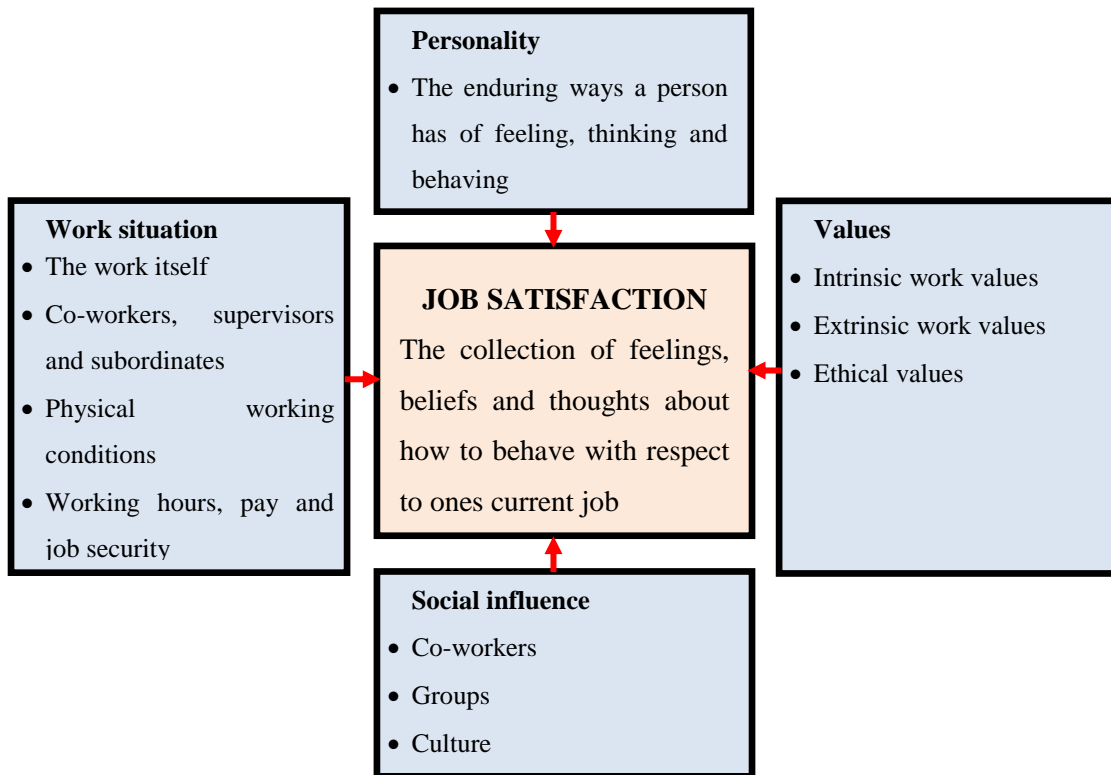 Personality
• The enduring ways a person
has of feeling, thinking and
behaving
Work situation
• The work itself
• Co-workers, supervisors
and subordinates
• Physical working
conditions
• Working hours, pay and
job security
JOB SATISFACTION
The collection of feelings,
beliefs and thoughts about
how to behave with respect
to ones current job
Values
• Intrinsic work values
• Extrinsic work values
• Ethical values
Social influence
• Co-workers
• Groups
• Culture